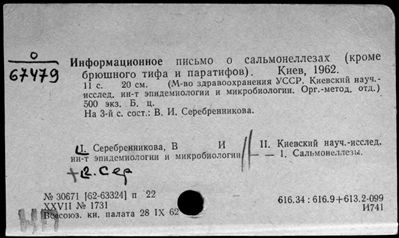 О
67479
Информационное письмо о сальмонеллезах (кроме
брюшного тифа и паратифов). Киев, 1962.
11 с. 20 см. (М-во здравоохранения УССР. Киевский науч.-
исслед. ин-т эпидемиологии и микробиологии. Орг.-метод. отд.)
500 экз. Б. ц.
На 3-й с. сост.: В. И. Серебренникова.
I. Серебренникова, В И II. Киевский науч.-исслед.
ин-т эпидемиологии и микробиологии — 1. Сальмонеллезы.
+2. Сер
№ 30671 [62-63324] п 22
XXVII № 1731
Всесоюз. кн. палата 28 IX 62
616.34 : 616.9+613.2-099
И741